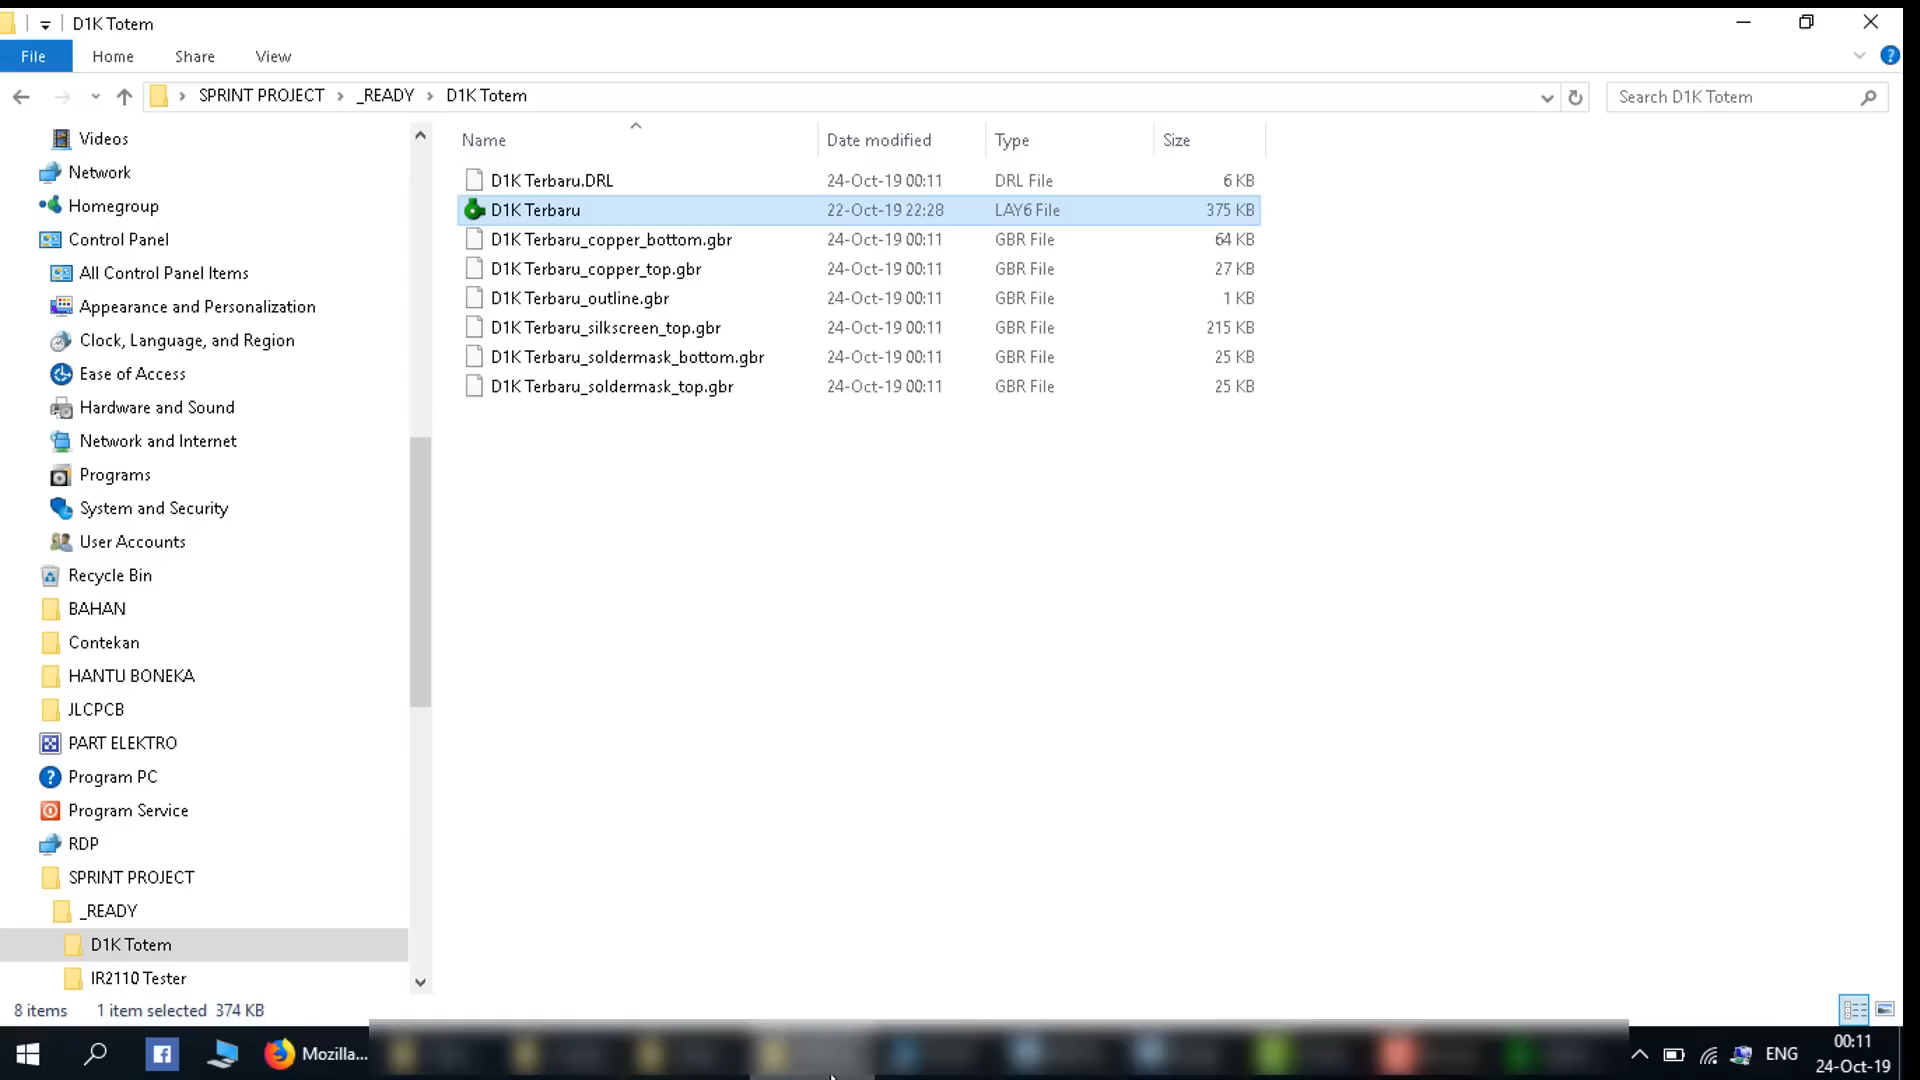 D1K Totem
File Home Share View
SPRINT PROJECT _READY D1K Totem Search D1K Totem
Name Date modified Type Size
D1K Terbaru.DRL 24-Oct-19 00:11 DRL File 6 KB
D1K Terbaru 22-Oct-19 22:28 LAY6 File 375 KB
D1K Terbaru_copper_bottom.gbr 24-Oct-19 00:11 GBR File 64 KB
D1K Terbaru_copper_top.gbr 24-Oct-19 00:11 GBR File 27 KB
D1K Terbaru_outline.gbr 24-Oct-19 00:11 GBR File 1 KB
D1K Terbaru_silkscreen_top.gbr 24-Oct-19 00:11 GBR File 215 KB
D1K Terbaru_soldermask_bottom.gbr 24-Oct-19 00:11 GBR File 25 KB
D1K Terbaru_soldermask_top.gbr 24-Oct-19 00:11 GBR File 25 KB
Videos
Network
Homegroup
Control Panel
All Control Panel Items
Appearance and Personalization
Clock, Language, and Region
Ease of Access
Hardware and Sound
Network and Internet
Programs
System and Security
User Accounts
Recycle Bin
BAHAN
Contekan
HANTU BONEKA
JLCPCB
PART ELEKTRO
Program PC
Program Service
RDP
SPRINT PROJECT
_READY
D1K Totem
IR2110 Tester
8 items 1 item selected 374 KB
Mozilla... ENG 00:11
24-Oct-19